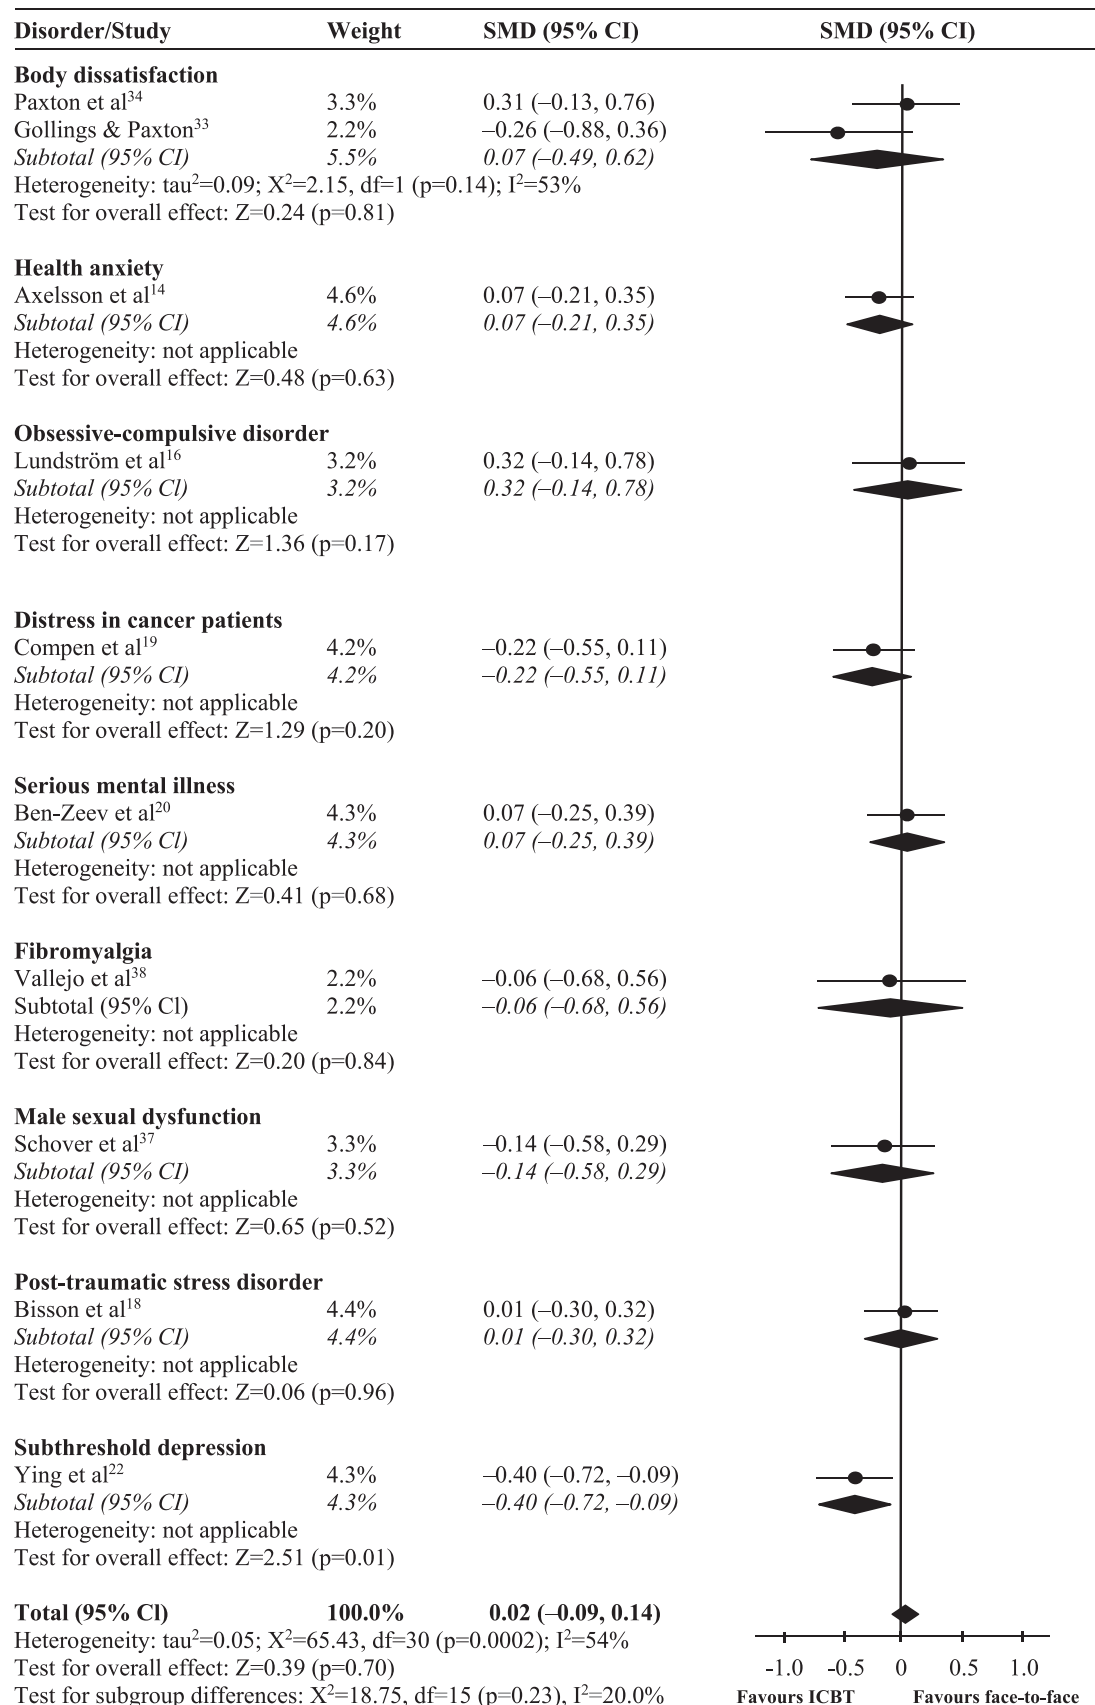 Disorder/Study Weight SMD (95% CI) SMD (95% CI)
Body dissatisfaction
Paxton et al34 3.3% 0.31 (–0.13, 0.76)
Gollings & Paxton33 2.2% –0.26 (–0.88, 0.36)
Subtotal (95% CI) 5.5% 0.07 (–0.49, 0.62)
Heterogeneity: tau2=0.09; X2=2.15, df=1 (p=0.14); I2=53%
Test for overall effect: Z=0.24 (p=0.81)
Health anxiety
Axelsson et al14 4.6% 0.07 (–0.21, 0.35)
Subtotal (95% CI) 4.6% 0.07 (–0.21, 0.35)
Heterogeneity: not applicable
Test for overall effect: Z=0.48 (p=0.63)
Obsessive-compulsive disorder
Lundström et al16 3.2% 0.32 (–0.14, 0.78)
Subtotal (95% Cl) 3.2% 0.32 (–0.14, 0.78)
Heterogeneity: not applicable
Test for overall effect: Z=1.36 (p=0.17)
Distress in cancer patients
Compen et al19 4.2% –0.22 (–0.55, 0.11)
Subtotal (95% CI) 4.2% –0.22 (–0.55, 0.11)
Heterogeneity: not applicable
Test for overall effect: Z=1.29 (p=0.20)
Serious mental illness
Ben-Zeev et al20 4.3% 0.07 (–0.25, 0.39)
Subtotal (95% Cl) 4.3% 0.07 (–0.25, 0.39)
Heterogeneity: not applicable
Test for overall effect: Z=0.41 (p=0.68)
Fibromyalgia
Vallejo et al38 2.2% –0.06 (–0.68, 0.56)
Subtotal (95% Cl) 2.2% –0.06 (–0.68, 0.56)
Heterogeneity: not applicable
Test for overall effect: Z=0.20 (p=0.84)
Male sexual dysfunction
Schover et al37 3.3% –0.14 (–0.58, 0.29)
Subtotal (95% CI) 3.3% –0.14 (–0.58, 0.29)
Heterogeneity: not applicable
Test for overall effect: Z=0.65 (p=0.52)
Post-traumatic stress disorder
Bisson et al18 4.4% 0.01 (–0.30, 0.32)
Subtotal (95% CI) 4.4% 0.01 (–0.30, 0.32)
Heterogeneity: not applicable
Test for overall effect: Z=0.06 (p=0.96)
Subthreshold depression
Ying et al22 4.3% –0.40 (–0.72, –0.09)
Subtotal (95% CI) 4.3% –0.40 (–0.72, –0.09)
Heterogeneity: not applicable
Test for overall effect: Z=2.51 (p=0.01)
Total (95% Cl) 100.0% 0.02 (–0.09, 0.14)
Heterogeneity: tau2=0.05; X2=65.43, df=30 (p=0.0002); I2=54%
Test for overall effect: Z=0.39 (p=0.70) -1.0 -0.5 0 0.5 1.0
Test for subgroup differences: X2=18.75, df=15 (p=0.23), I2=20.0% Favours ICBT Favours face-to-face